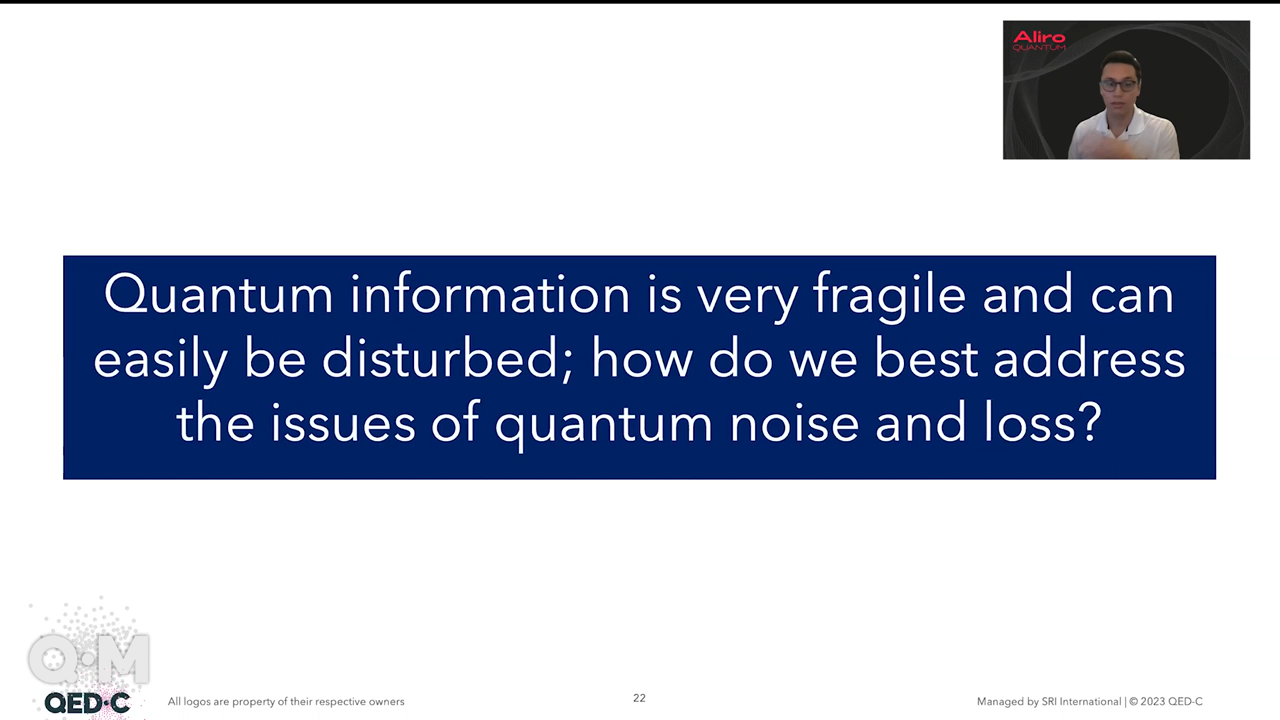 Aliro
QUANTUM
Quantum information is very fragile and can
easily be disturbed; how do we best address
the issues of quantum noise and loss?
Q·M
QED·C
All logos are property of their respective owners
22
Managed by SRI International | © 2023 QED-C